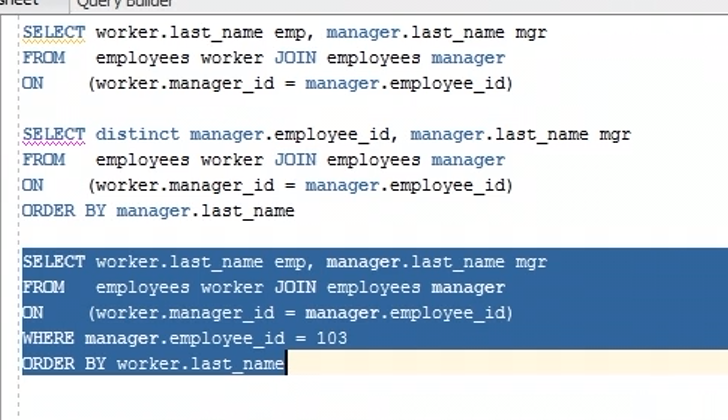 Query Builder
SELECT worker.last_name emp, manager.last_name mgr
FROM employees worker JOIN employees manager
ON (worker.manager_id = manager.employee_id)
SELECT distinct manager.employee_id, manager.last_name mgr
FROM employees worker JOIN employees manager
ON (worker.manager_id = manager.employee_id)
ORDER BY manager.last_name
SELECT worker.last_name emp, manager.last_name mgr
FROM employees worker JOIN employees manager
ON (worker.manager_id = manager.employee_id)
WHERE manager.employee_id = 103
ORDER BY worker.last_name